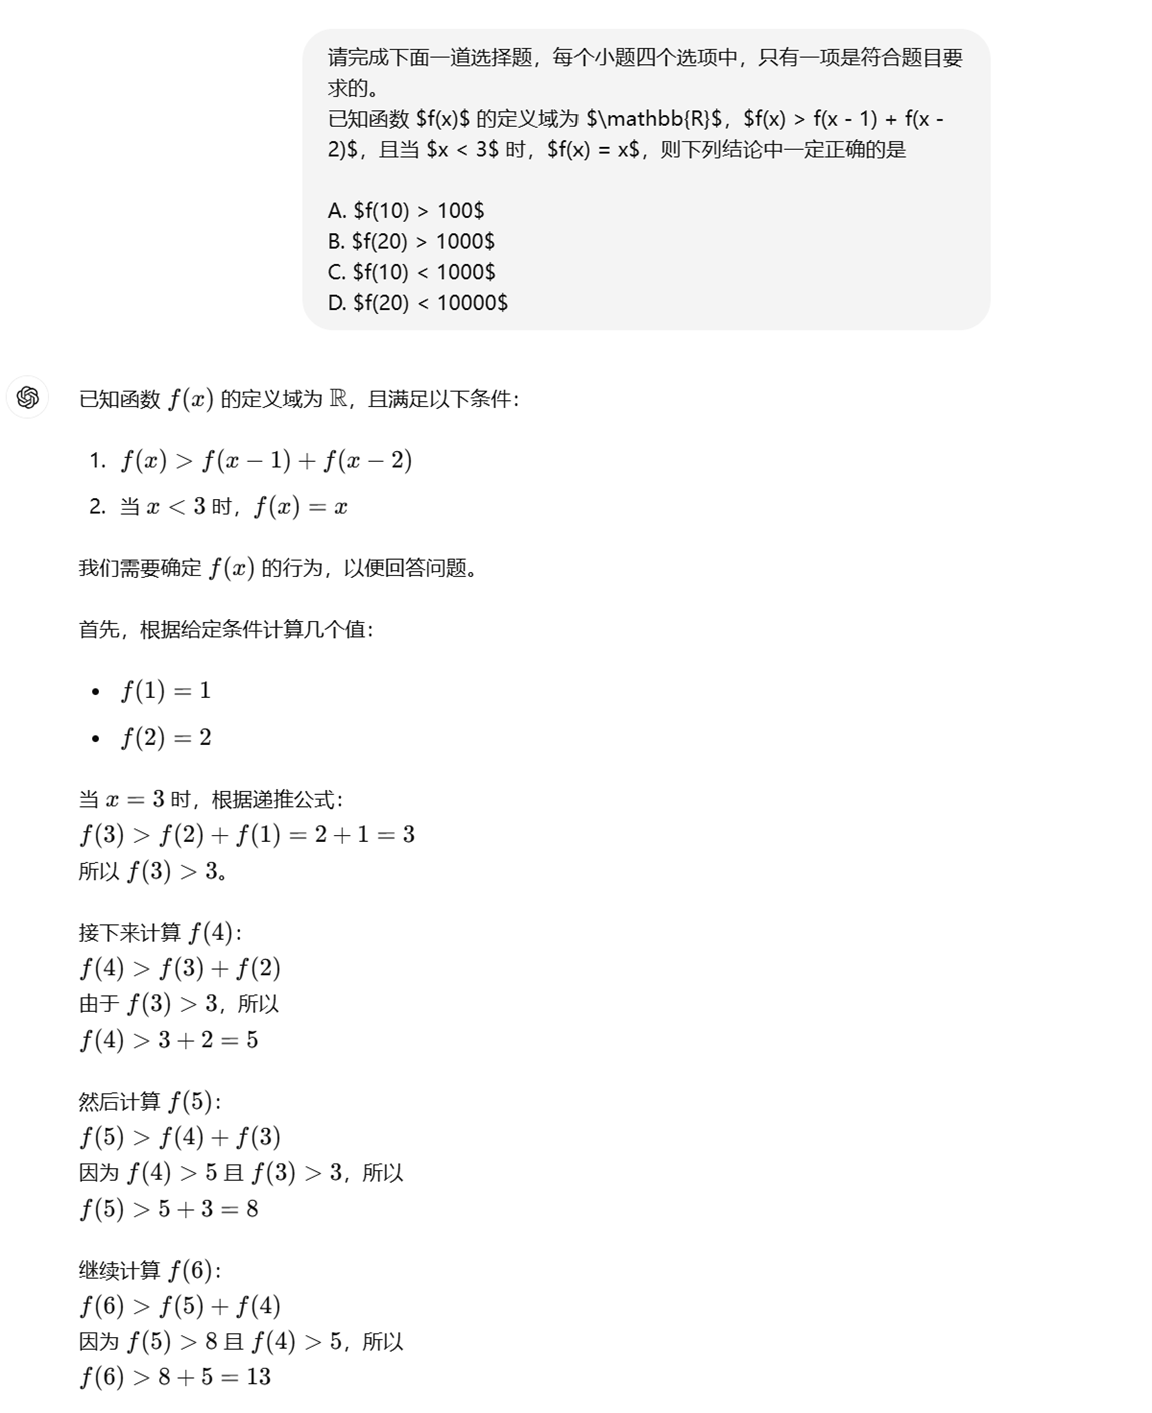 请完成下面一道选择题，每个小题四个选项中，只有一项是符合题目要
求的。
已知函数 $f(x)$ 的定义域为 $\mathbb{R}$，$f(x) > f(x - 1) + f(x -
2)$，且当 $x < 3$ 时，$f(x) = x$，则下列结论中一定正确的是
A. $f(10) > 100$
B. $f(20) > 1000$
C. $f(10) < 1000$
D. $f(20) < 10000$
已知函数 f(x) 的定义域为 ℝ，且满足以下条件：
1. f(x) > f(x − 1) + f(x − 2)
2. 当 x < 3 时，f(x) = x
我们需要确定 f(x) 的行为，以便回答问题。
首先，根据给定条件计算几个值：
• f(1) = 1
• f(2) = 2
当 x = 3 时，根据递推公式：
f(3) > f(2) + f(1) = 2 + 1 = 3
所以 f(3) > 3。
接下来计算 f(4)：
f(4) > f(3) + f(2)
由于 f(3) > 3，所以
f(4) > 3 + 2 = 5
然后计算 f(5)：
f(5) > f(4) + f(3)
因为 f(4) > 5 且 f(3) > 3，所以
f(5) > 5 + 3 = 8
继续计算 f(6)：
f(6) > f(5) + f(4)
因为 f(5) > 8 且 f(4) > 5，所以
f(6) > 8 + 5 = 13